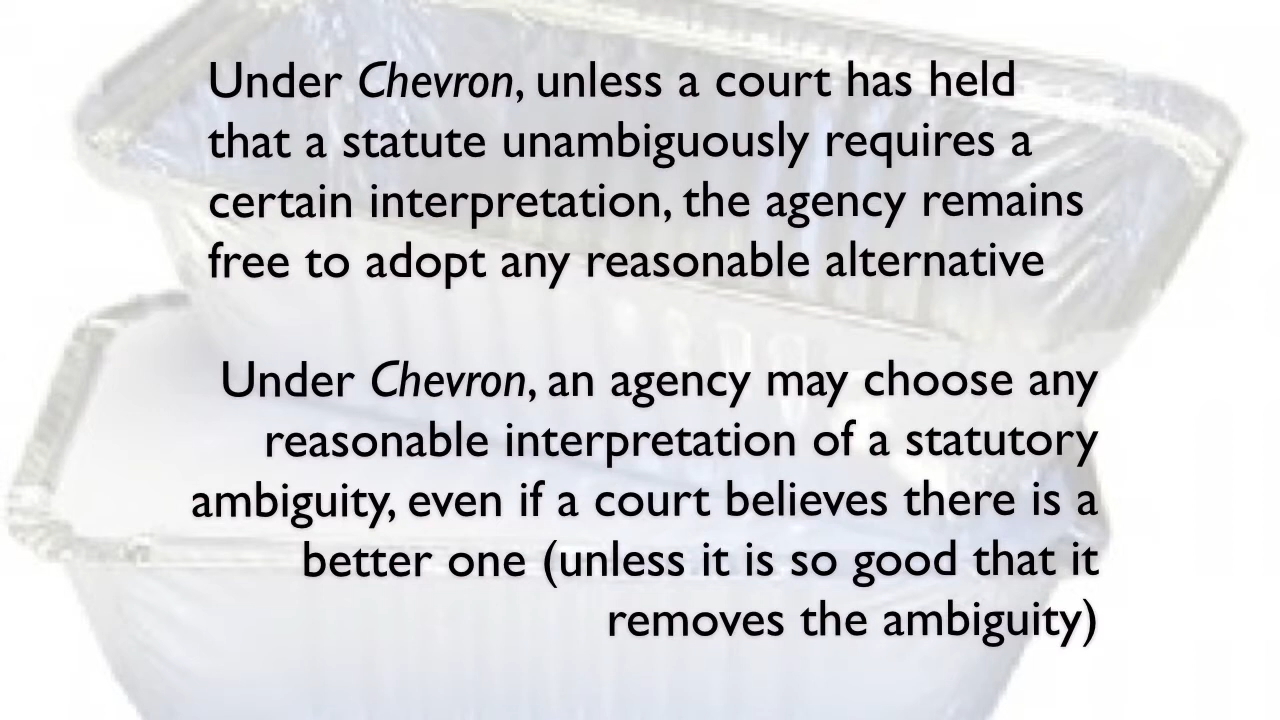 Under Chevron, unless a court has held
that a statute unambiguously requires a
certain interpretation, the agency remains
free to adopt any reasonable alternative
Under Chevron, an agency may choose any
reasonable interpretation of a statutory
ambiguity, even if a court believes there is a
better one (unless it is so good that it
removes the ambiguity)